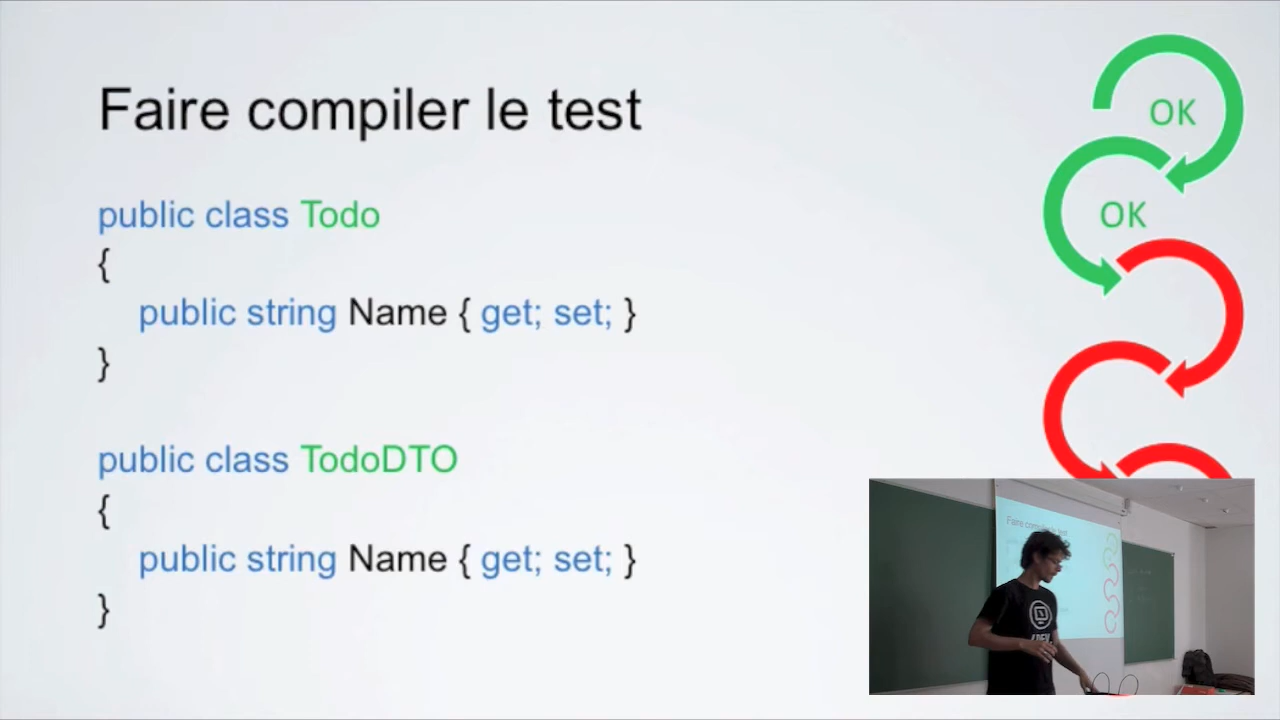 Faire compiler le test
OK
public class Todo
{
OK
public string Name { get; set; }
}
public class TodoDTO
{
public string Name { get; set; }
}